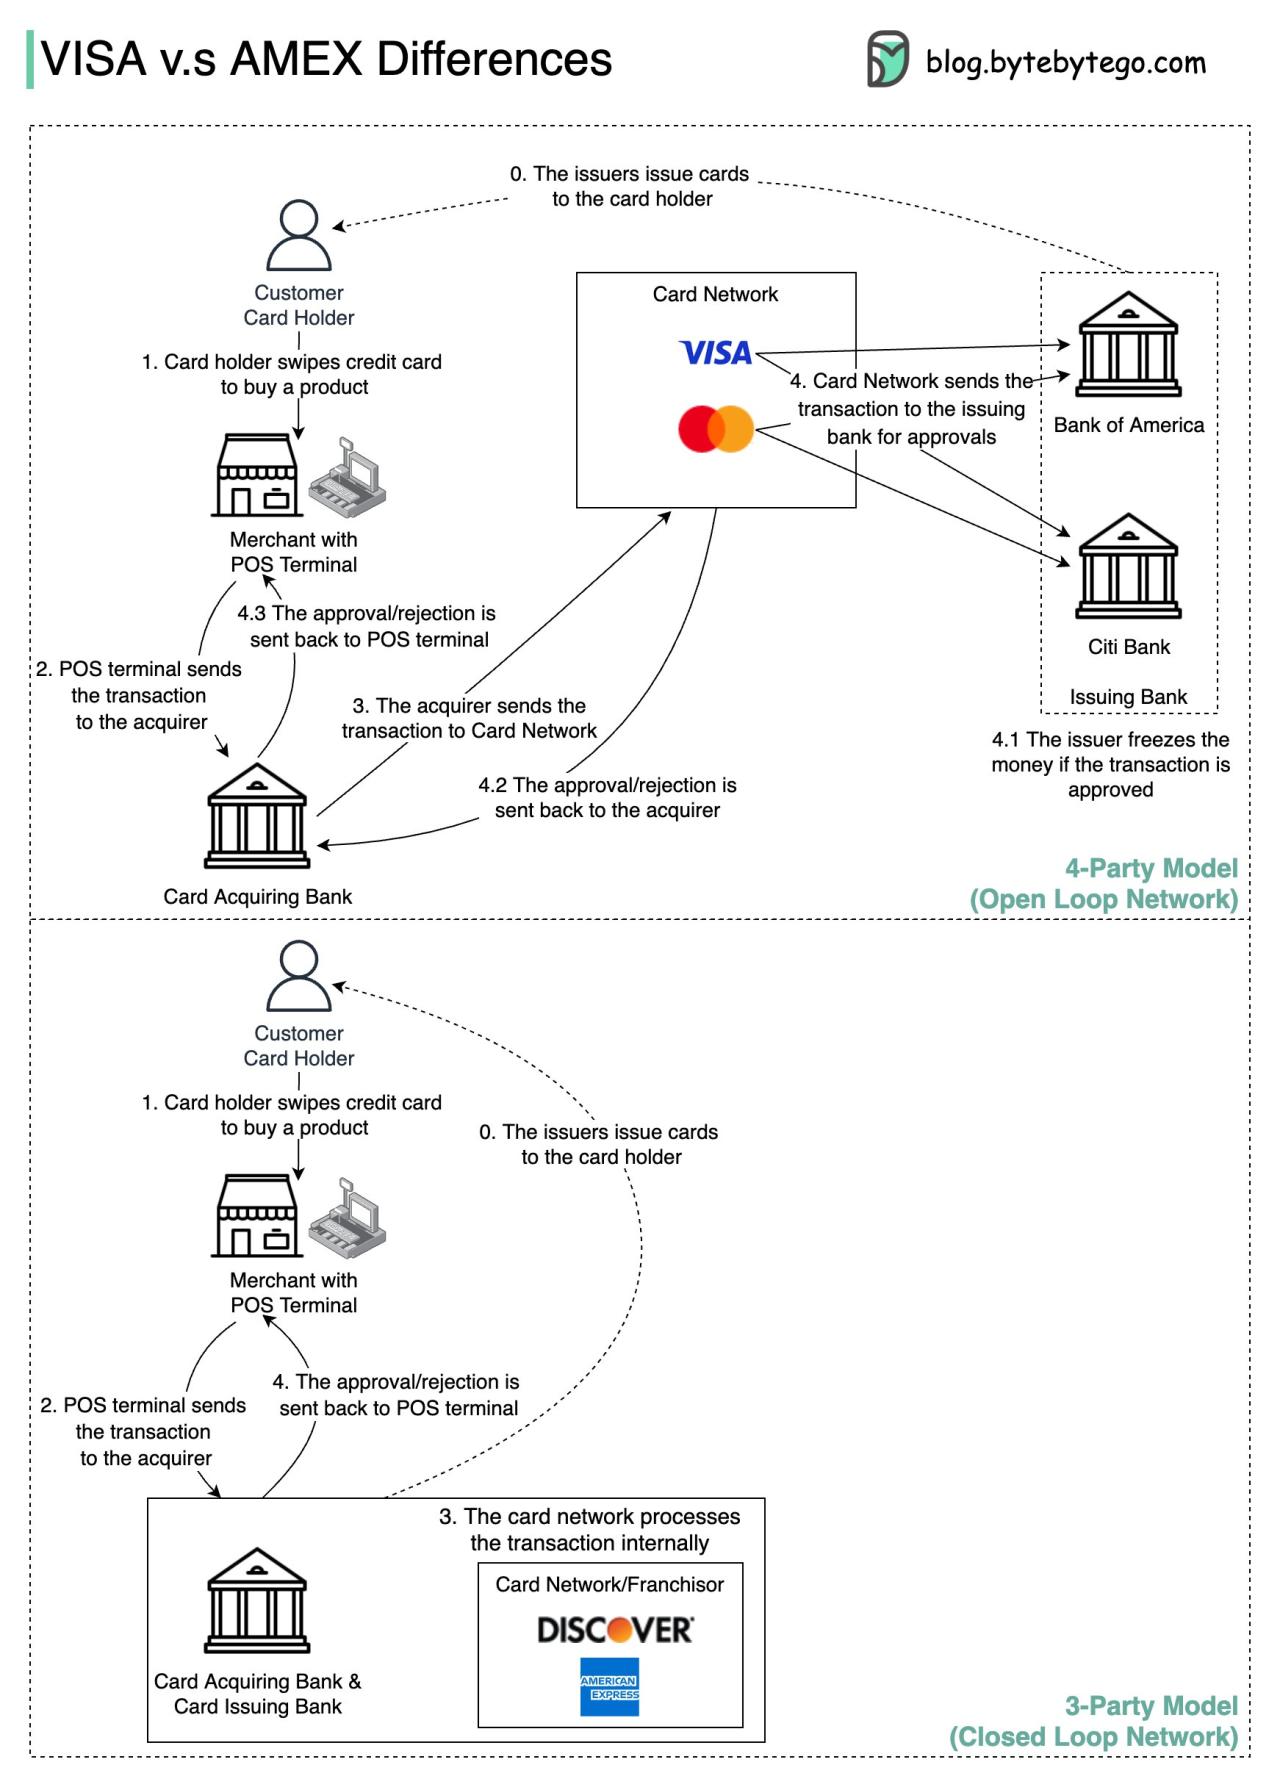 VISA v.s AMEX Differences
blog.bytebytego.com
0. The issuers issue cards
to the card holder
Customer
Card Holder
Card Network
1. Card holder swipes credit card
to buy a product
VISA
4. Card Network sends the
transaction to the issuing
bank for approvals
Bank of America
Merchant with
POS Terminal
4.3 The approval/rejection is
sent back to POS terminal
Citi Bank
2. POS terminal sends
the transaction
to the acquirer
Issuing Bank
3. The acquirer sends the
transaction to Card Network
4.1 The issuer freezes the
money if the transaction is
approved
4.2 The approval/rejection is
sent back to the acquirer
Card Acquiring Bank
4-Party Model
(Open Loop Network)
Customer
Card Holder
1. Card holder swipes credit card
to buy a product
0. The issuers issue cards
to the card holder
Merchant with
POS Terminal
4. The approval/rejection is
sent back to POS terminal
2. POS terminal sends
the transaction
to the acquirer
3. The card network processes
the transaction internally
Card Network/Franchisor
DISCOVER
AMERICAN
EXPRESS
Card Acquiring Bank &
Card Issuing Bank
3-Party Model
(Closed Loop Network)